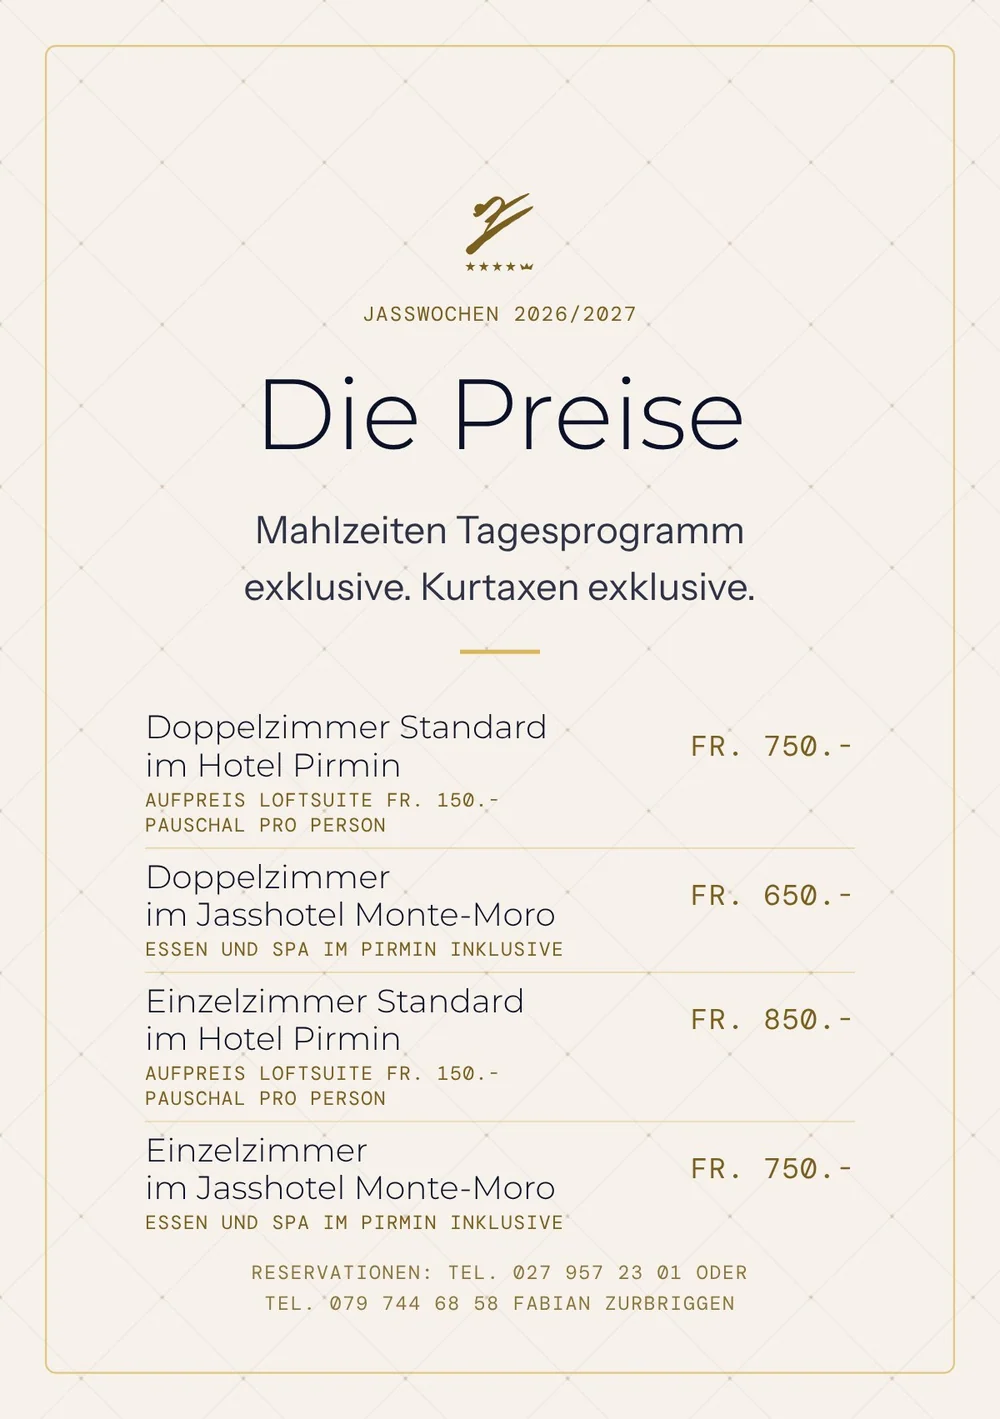 JASSWOCHEN 2026/2027
Die Preise
Mahlzeiten Tagesprogramm
exklusive. Kurtaxen exklusive.
Doppelzimmer Standard
im Hotel Pirmin
FR. 750.-
AUFPREIS LOFTSUITE FR. 150.-
PAUSCHAL PRO PERSON
Doppelzimmer
im Jasshotel Monte-Moro
FR. 650.-
ESSEN UND SPA IM PIRMIN INKLUSIVE
Einzelzimmer Standard
im Hotel Pirmin
FR. 850.-
AUFPREIS LOFTSUITE FR. 150.-
PAUSCHAL PRO PERSON
Einzelzimmer
im Jasshotel Monte-Moro
FR. 750.-
ESSEN UND SPA IM PIRMIN INKLUSIVE
RESERVATIONEN: TEL. 027 957 23 01 ODER
TEL. 079 744 68 58 FABIAN ZURBRIGGEN